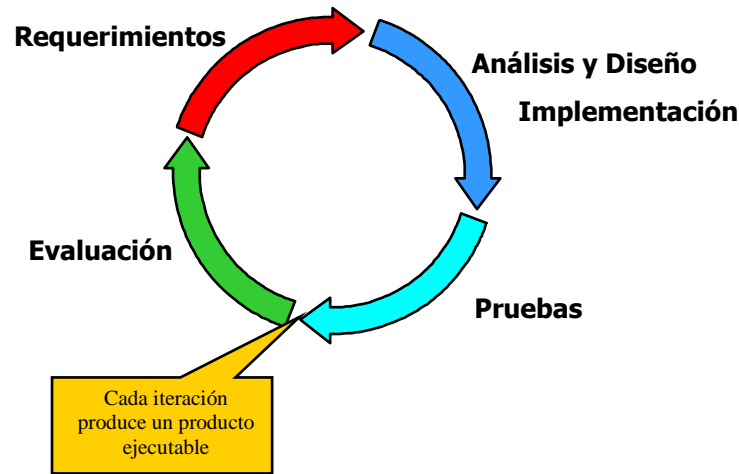 Requerimientos
Análisis y Diseño
Implementación
Evaluación
Pruebas
Cada iteración
produce un producto
ejecutable